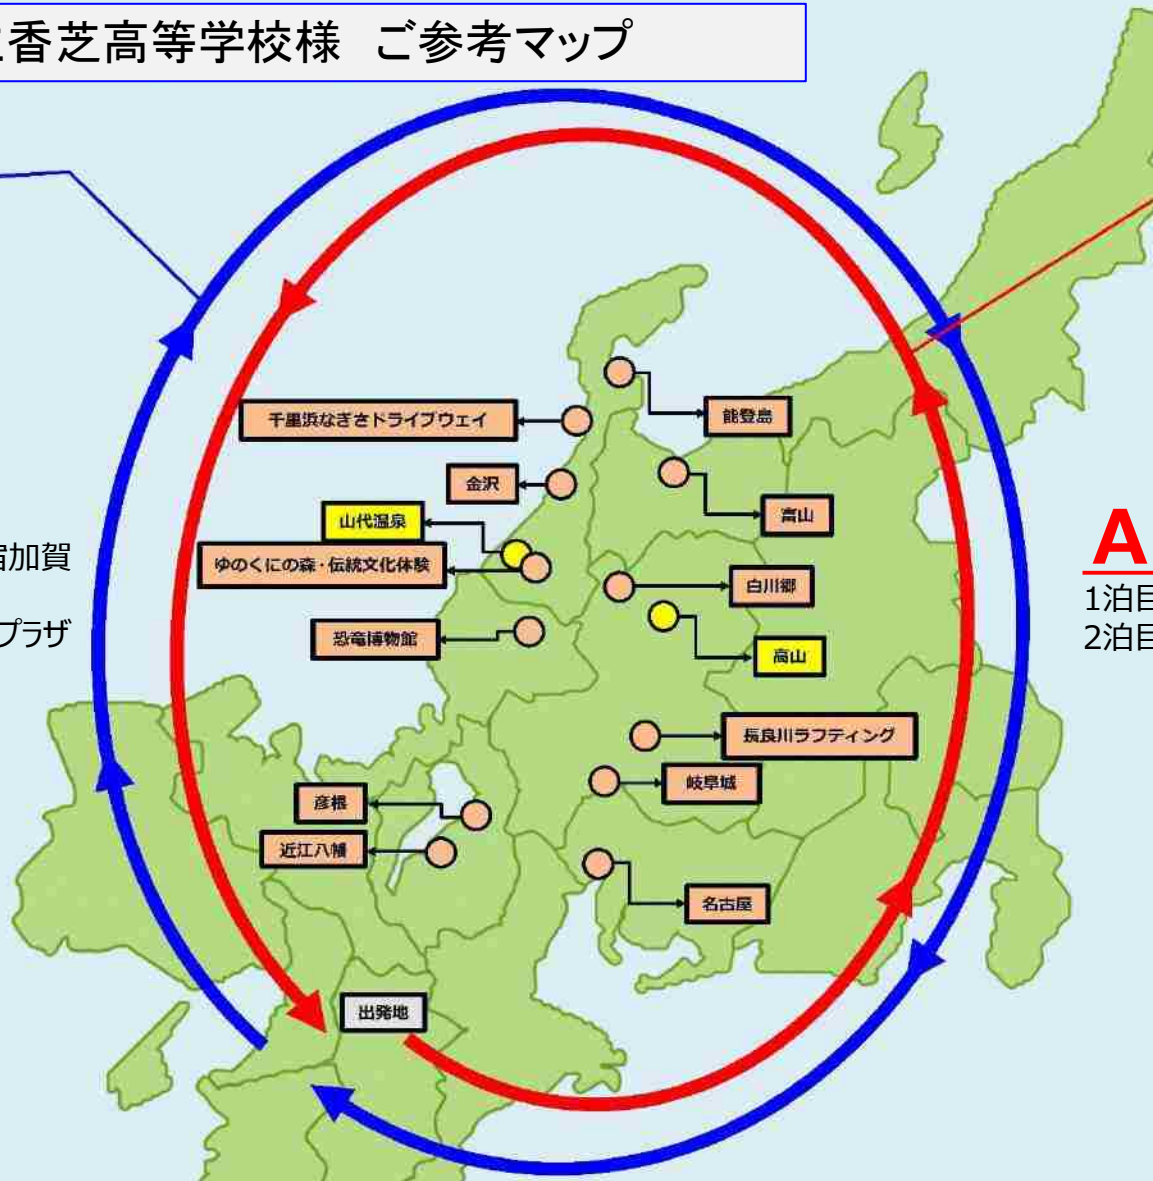 香芝高等学校様 ご参考マップ
千里浜なぎさドライブウェイ
能登島
金沢
富山
山代温泉
ゆのくにの森・伝統文化体験
白川郷
恐竜博物館
高山
宿加賀
プラザ
A
1泊目
2泊目
長良川ラフティング
岐阜城
彦根
近江八幡
名古屋
出発地